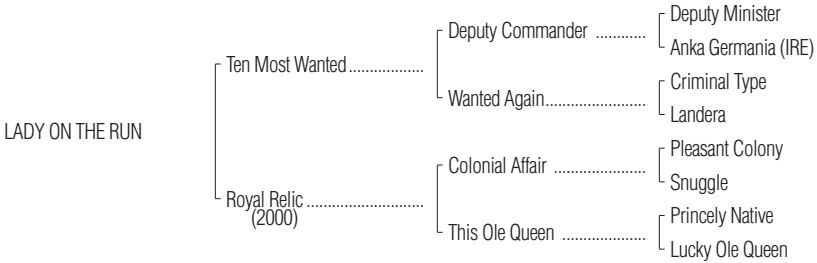 Deputy Minister
Deputy Commander ............
Anka Germania (IRE)
Ten Most Wanted..................
Criminal Type
Wanted Again........................
Landera
LADY ON THE RUN
Pleasant Colony
Colonial Affair ......................
Snuggle
Royal Relic ............................
(2000)
Princely Native
This Ole Queen ....................
Lucky Ole Queen